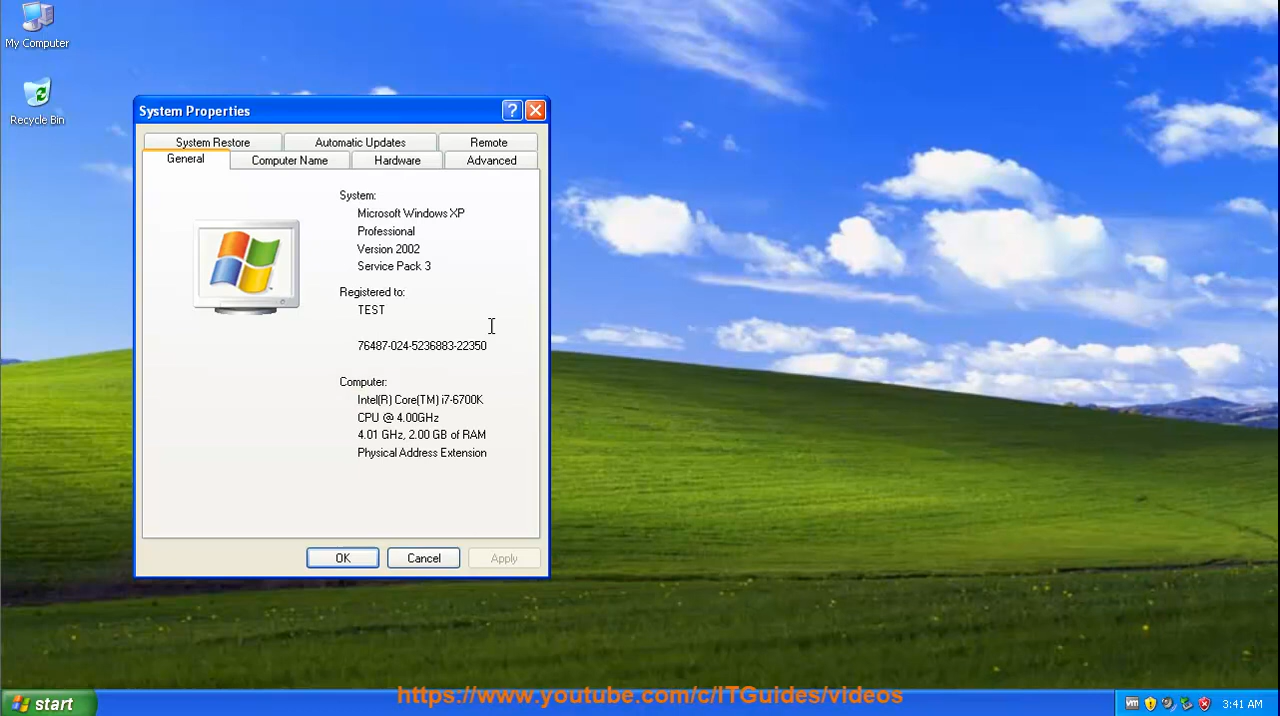 My Computer
Recycle Bin
System Properties
?
System Restore
Automatic Updates
Remote
General
Computer Name
Hardware
Advanced
System:
Microsoft Windows XP
Professional
Version 2002
Service Pack 3
Registered to:
TEST
76487-024-5236883-22350
Computer:
Intel(R) Core(TM) i7-6700K
CPU @ 4.00GHz
4.01 GHz, 2.00 GB of RAM
Physical Address Extension
OK
Cancel
Apply
start
https://www.youtube.com/c/ITGuides/videos
vm
3:41 AM